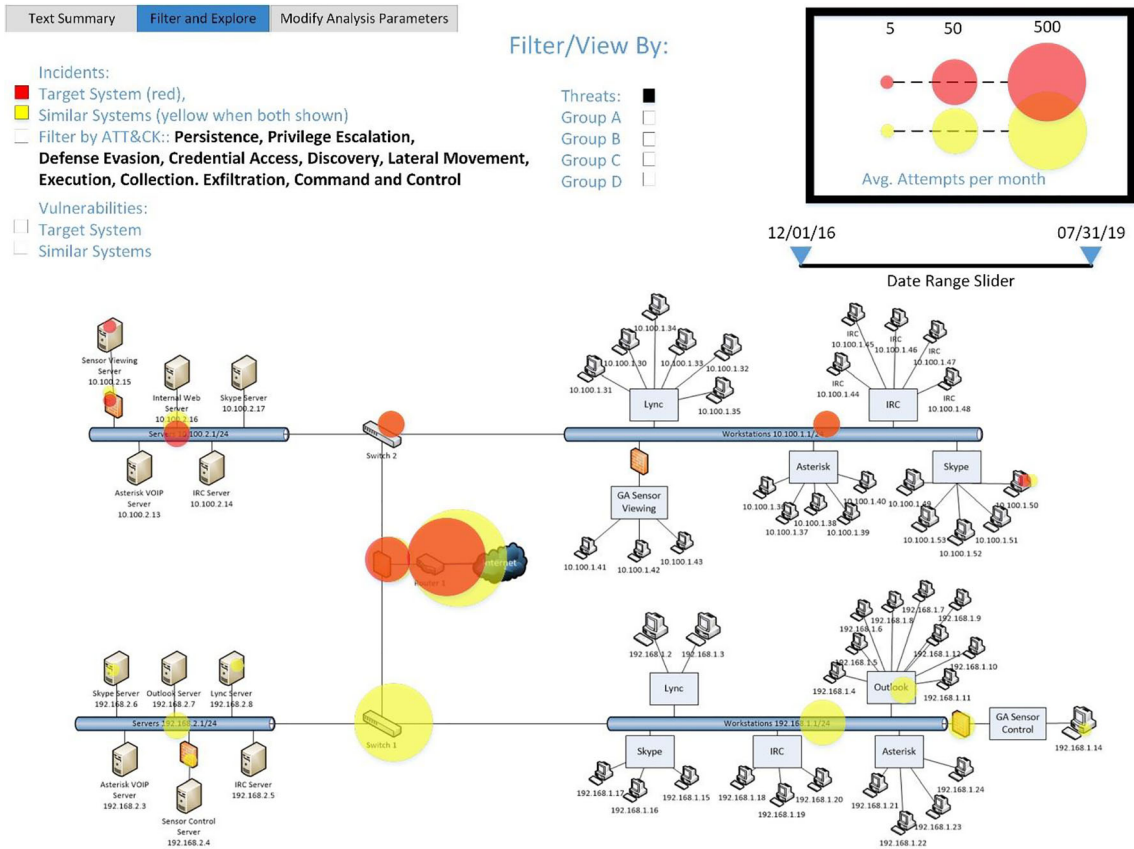 Text Summary
Filter and Explore
Modify Analysis Parameters
Filter/View By:
Incidents:
Target System (red),
Similar Systems (yellow when both shown)
Filter by ATT&CK:: Persistence, Privilege Escalation,
Defense Evasion, Credential Access, Discovery, Lateral Movement,
Execution, Collection. Exfiltration, Command and Control
Vulnerabilities:
Target System
Similar Systems
Threats:
Group A
Group B
Group C
Group D
5 50 500
Avg. Attempts per month
12/01/16 07/31/19
Date Range Slider
Sensor Viewing
Server
10.100.2.15
Internal Web
Server
10.100.2.16
Skype Server
10.100.2.17
Servers 10.100.2.1/24
Asterisk VOIP
Server
10.100.2.13
IRC Server
10.100.2.14
Switch 2
10.100.1.34
10.100.1.30
10.100.1.33
10.100.1.32
10.100.1.31
10.100.1.35
Lync
IRC
10.100.1.45
IRC
10.100.1.46
IRC
10.100.1.47
IRC
10.100.1.44
IRC
10.100.1.48
IRC
Workstations 10.100.1.1/24
GA Sensor
Viewing
10.100.1.41
10.100.1.42
10.100.1.43
Asterisk
10.100.1.37
10.100.1.38
10.100.1.39
10.100.1.40
Skype
10.100.1.49
10.100.1.50
10.100.1.53
10.100.1.52
10.100.1.51
Router 1
Internet
Skype Server
192.168.2.6
Outlook Server
192.168.2.7
Lync Server
192.168.2.8
Servers 192.168.2.1/24
Asterisk VOIP
Server
192.168.2.3
Sensor Control
Server
192.168.2.4
IRC Server
192.168.2.5
Switch 1
192.168.1.2
192.168.1.3
Lync
192.168.1.7
192.168.1.8
192.168.1.9
192.168.1.6
192.168.1.12
192.168.1.5
192.168.1.10
192.168.1.4
192.168.1.11
Outlook
Workstations 192.168.1.1/24
GA Sensor
Control
192.168.1.14
Skype
192.168.1.17
192.168.1.16
192.168.1.15
IRC
192.168.1.18
192.168.1.19
192.168.1.20
Asterisk
192.168.1.21
192.168.1.22
192.168.1.23
192.168.1.24